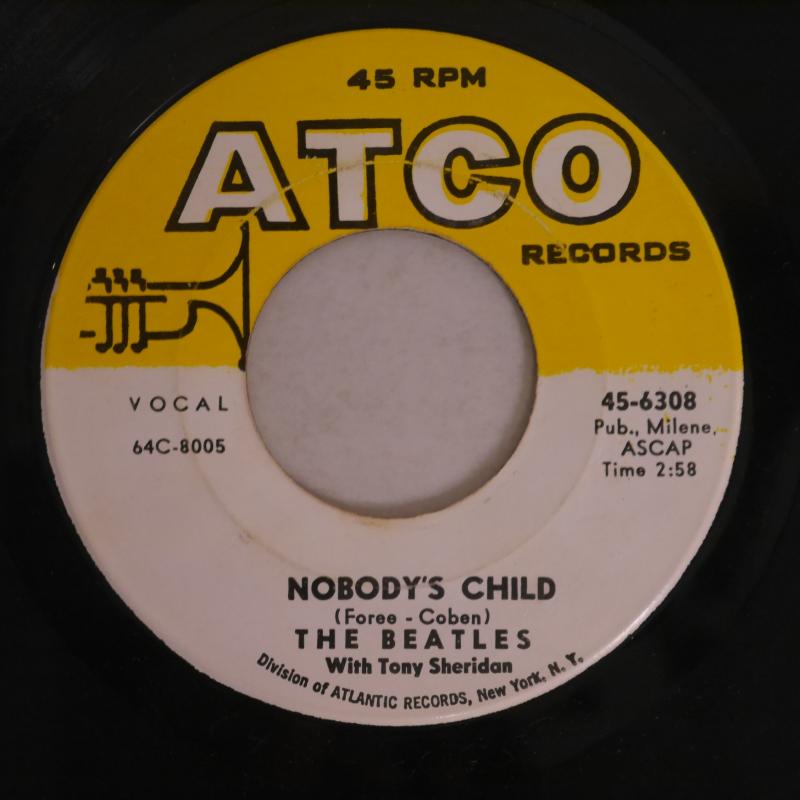 45 RPM
ATCO
RECORDS
VOCAL
64C-8005
45-6308
Pub., Milene,
ASCAP
Time 2:58
NOBODY'S CHILD
(Foree - Coben)
THE BEATLES
With Tony Sheridan
Division of ATLANTIC RECORDS, New York, N. Y.